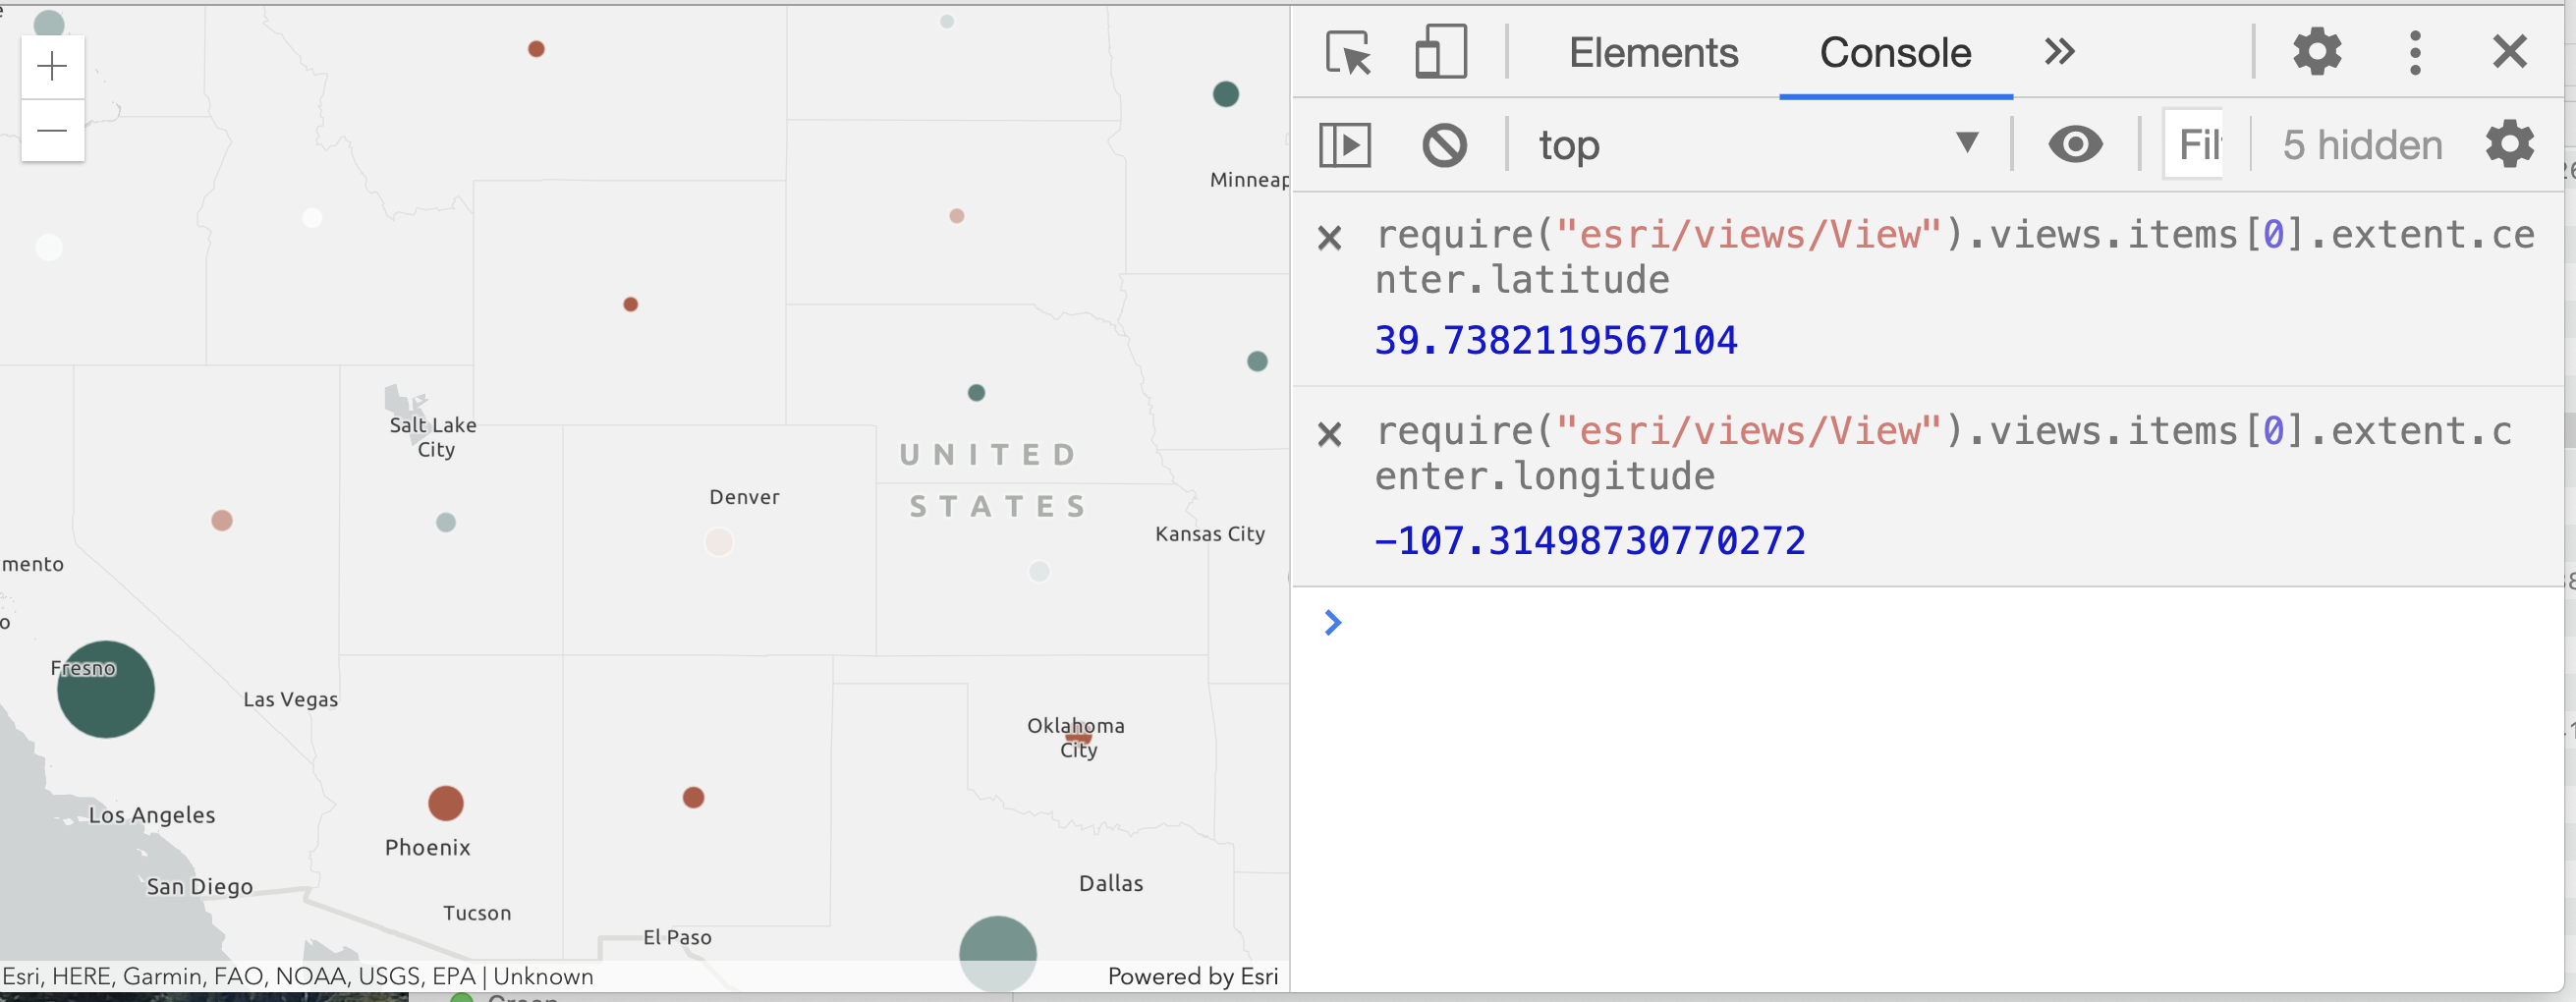 Minneap
Salt Lake
City
UNITED
STATES
Denver
Kansas City
mento
o
Fresno
Las Vegas
Oklahoma
City
Los Angeles
Phoenix
San Diego
Dallas
Tucson
El Paso
Esri, HERE, Garmin, FAO, NOAA, USGS, EPA | Unknown
Powered by Esri
Elements Console
top
Fil
5 hidden
require("esri/views/View").views.items[0].extent.ce
nter.latitude
39.7382119567104
require("esri/views/View").views.items[0].extent.c
enter.longitude
-107.31498730770272